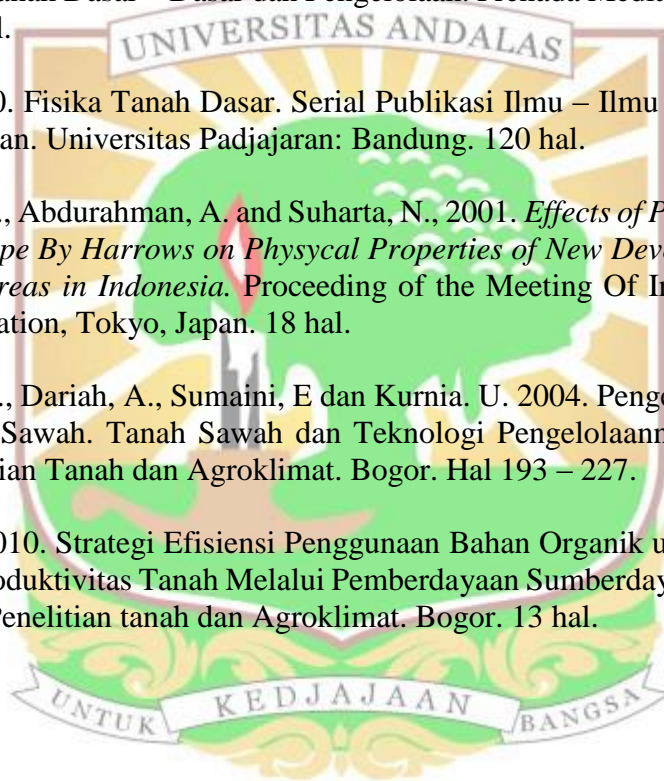 anah Dasar – Dasar dan Pengelolaan. Prenada Media
l.
UNIVERSITAS ANDALAS
0. Fisika Tanah Dasar. Serial Publikasi Ilmu – Ilmu
an. Universitas Padjajaran: Bandung. 120 hal.
., Abdurahman, A. and Suharta, N., 2001. Effects of P
pe By Harrows on Physycal Properties of New Deve
reas in Indonesia. Proceeding of the Meeting Of In
ation, Tokyo, Japan. 18 hal.
., Dariah, A., Sumaini, E dan Kurnia. U. 2004. Penge
Sawah. Tanah Sawah dan Teknologi Pengelolaann
ian Tanah dan Agroklimat. Bogor. Hal 193 – 227.
010. Strategi Efisiensi Penggunaan Bahan Organik u
oduktivitas Tanah Melalui Pemberdayaan Sumberday
Penelitian tanah dan Agroklimat. Bogor. 13 hal.
UNTUK KEDJAJAAN BANGSA